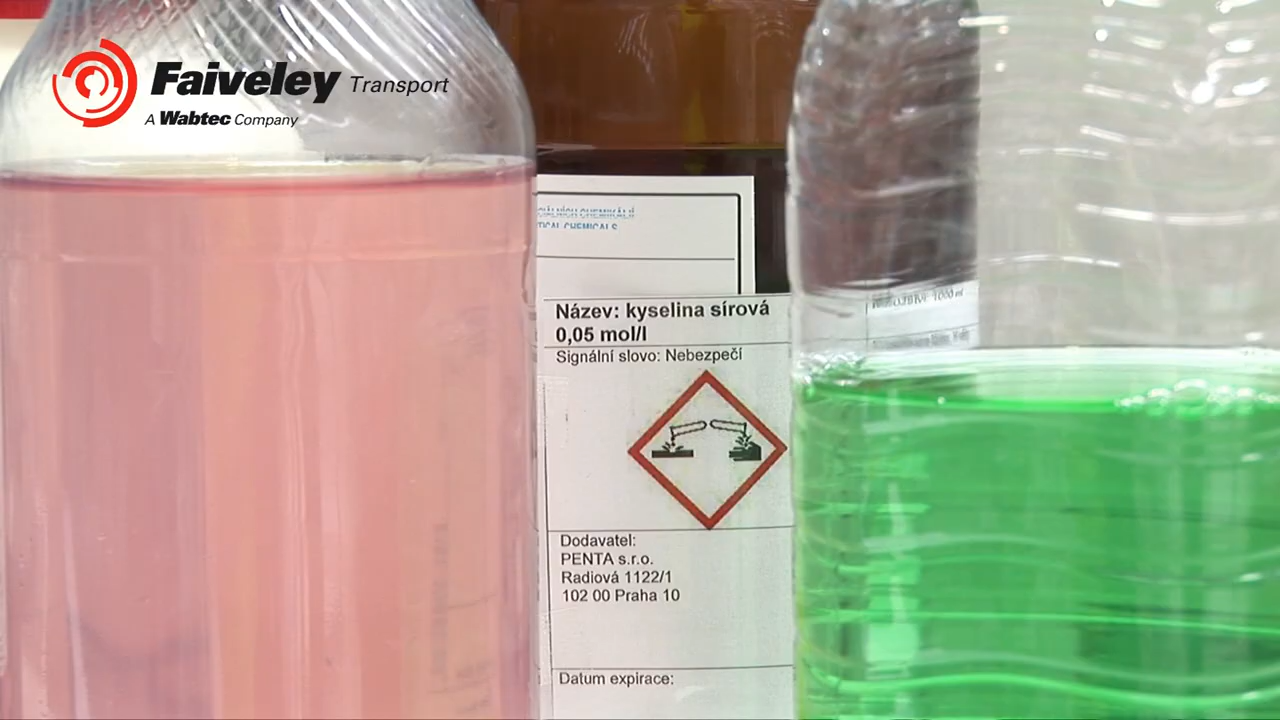 Faiveley Transport
A Wabtec Company
CHEMICALS
Název: kyselina sírová
0,05 mol/l
Signální slovo: Nebezpečí
Dodavatel:
PENTA s.r.o.
Radiová 1122/1
102 00 Praha 10
Datum expirace: